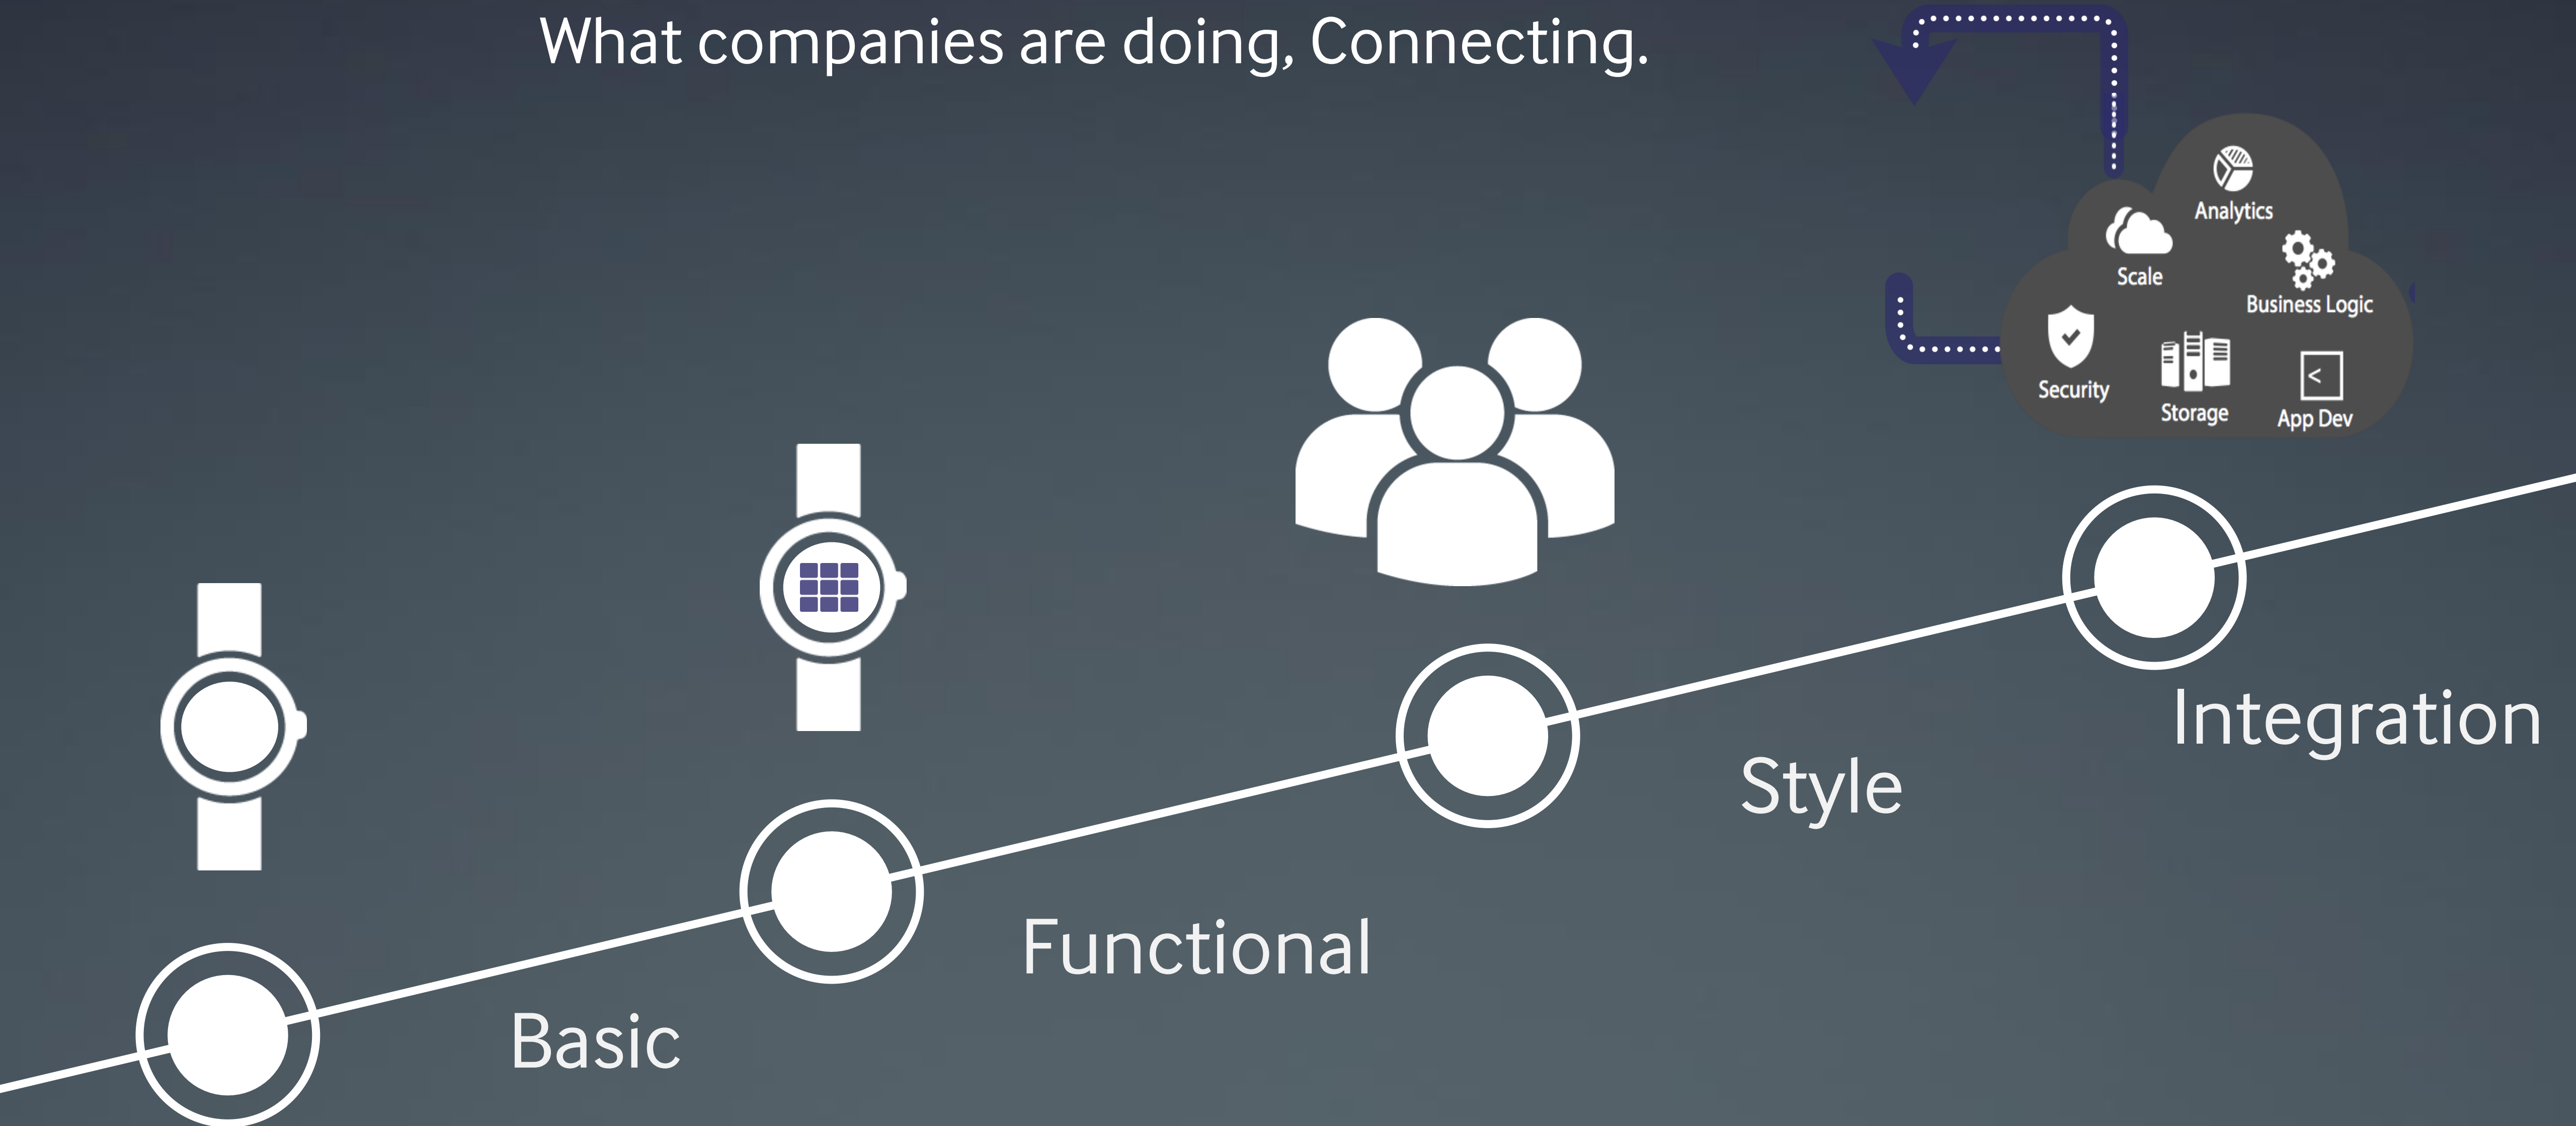 What companies are doing, Connecting.
Analytics
Scale
Business Logic
Security
Storage
<
App Dev
Integration
Style
Functional
Basic